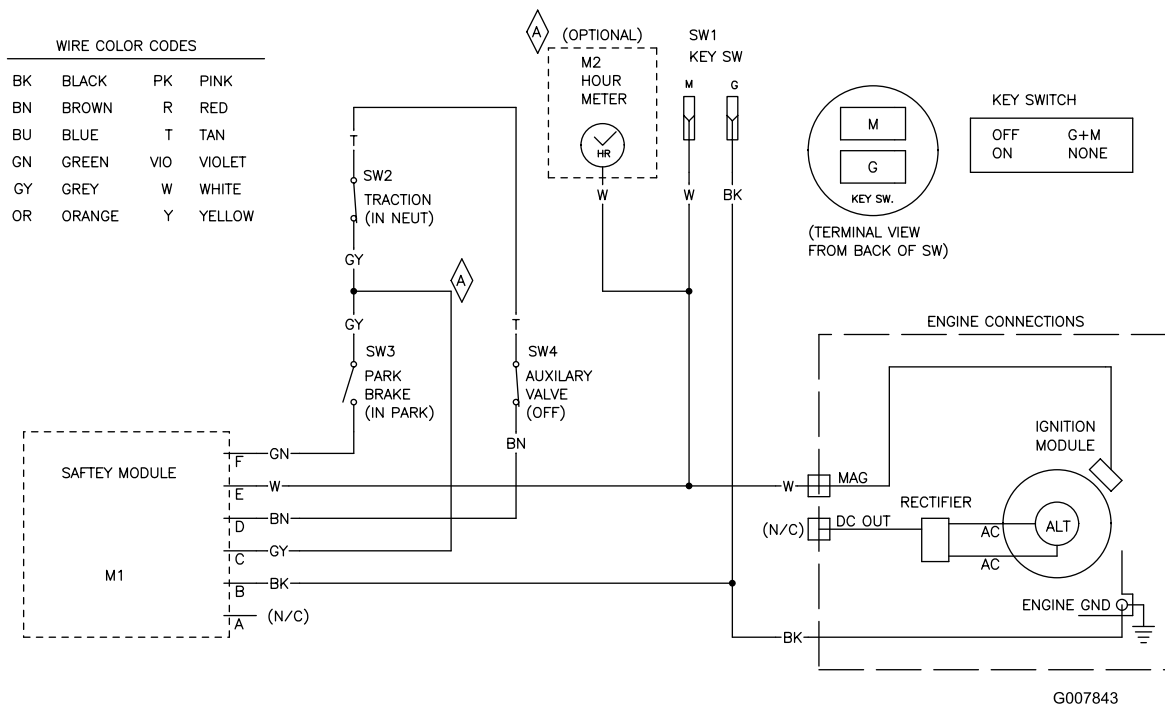 WIRE COLOR CODES
BK BLACK PK PINK
BN BROWN R RED
BU BLUE T TAN
GN GREEN VIO VIOLET
GY GREY W WHITE
OR ORANGE Y YELLOW
A
(OPTIONAL)
M2
HOUR
METER
HR
W
SW1
KEY SW
M G
W BK
M
G
KEY SW.
(TERMINAL VIEW
FROM BACK OF SW)
KEY SWITCH
OFF G+M
ON NONE
T
SW2
TRACTION
(IN NEUT)
GY
A
GY
SW3
PARK
BRAKE
(IN PARK)
T
SW4
AUXILARY
VALVE
(OFF)
BN
SAFTEY MODULE
M1
F GN
E W
D BN
C GY
B BK
A (N/C)
ENGINE CONNECTIONS
W MAG
(N/C) DC OUT
RECTIFIER
AC
AC
ALT
IGNITION
MODULE
ENGINE GND
BK
G007843